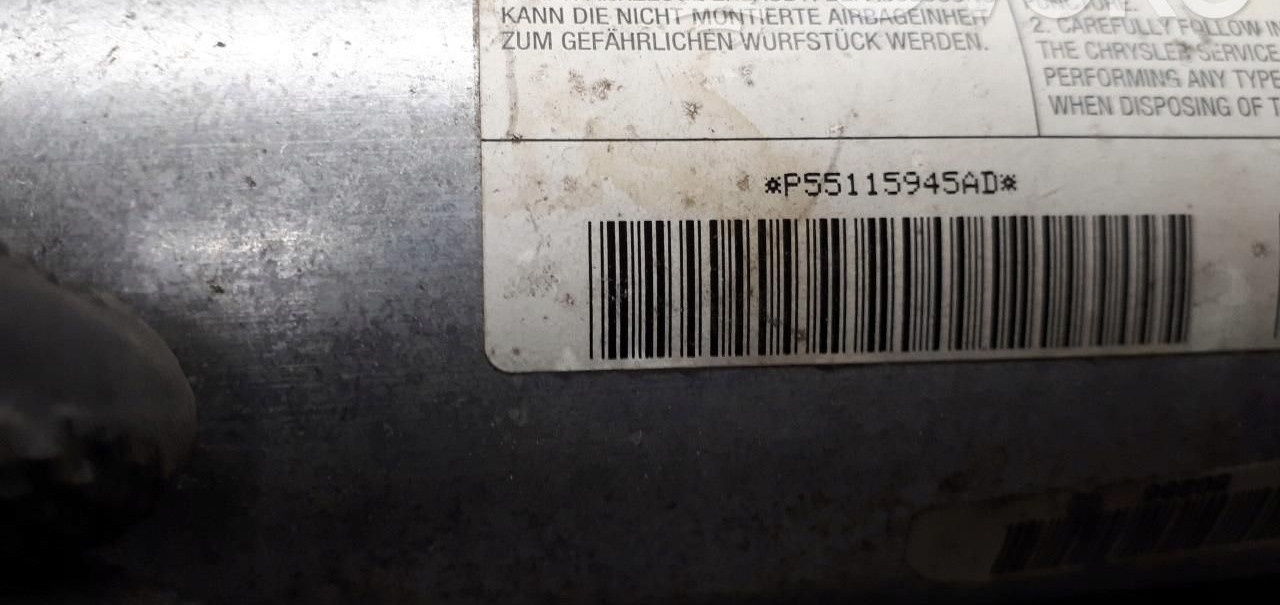 KANN DIE NICHT MONTIERTE AIRBAGEINHEIT
ZUM GEFÄHRLICHEN WURFSTÜCK WERDEN.
2. CAREFULLY FOLLOW IN
THE CHRYSLER SERVICE
PERFORMING ANY TYPE
WHEN DISPOSING OF T
*P55115945AD*